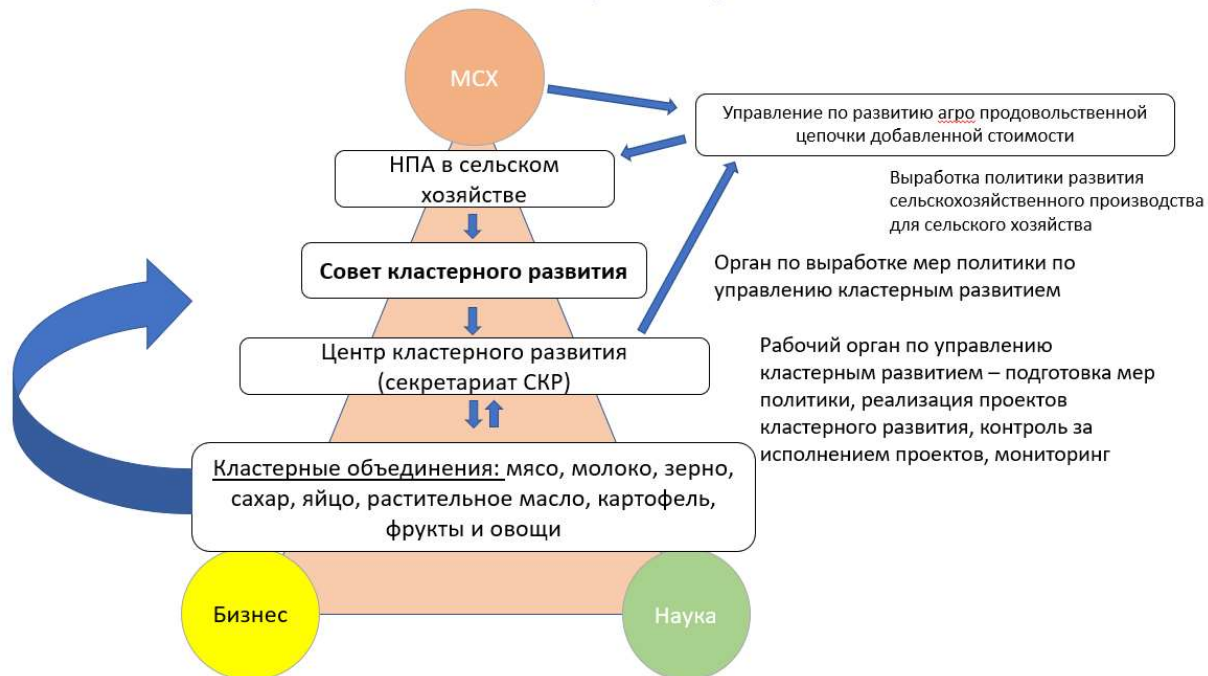 МСХ
Управление по развитию агро продовольственной
цепочки добавленной стоимости
НПА в сельском
хозяйстве
Выработка политики развития
сельскохозяйственного производства
для сельского хозяйства
Совет кластерного развития
Орган по выработке мер политики по
управлению кластерным развитием
Центр кластерного развития
(секретариат СКР)
Рабочий орган по управлению
кластерным развитием – подготовка мер
политики, реализация проектов
кластерного развития, контроль за
исполнением проектов, мониторинг
Кластерные объединения: мясо, молоко, зерно,
сахар, яйцо, растительное масло, картофель,
фрукты и овощи
Бизнес
Наука